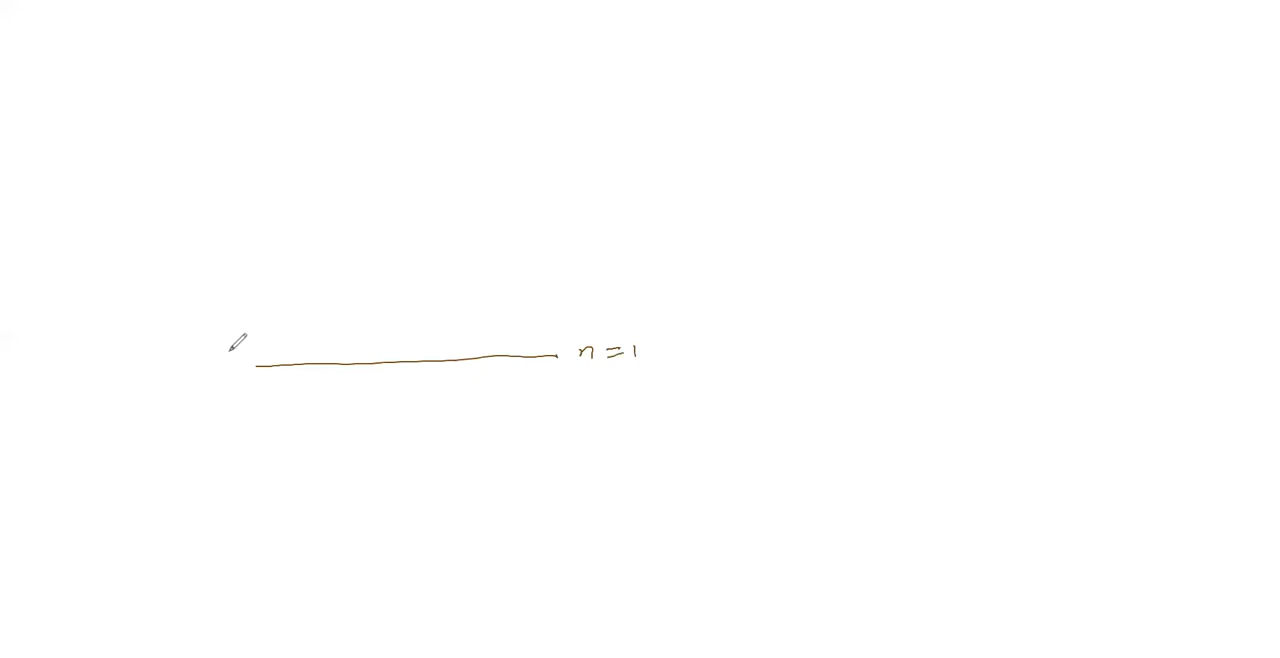 n = 1